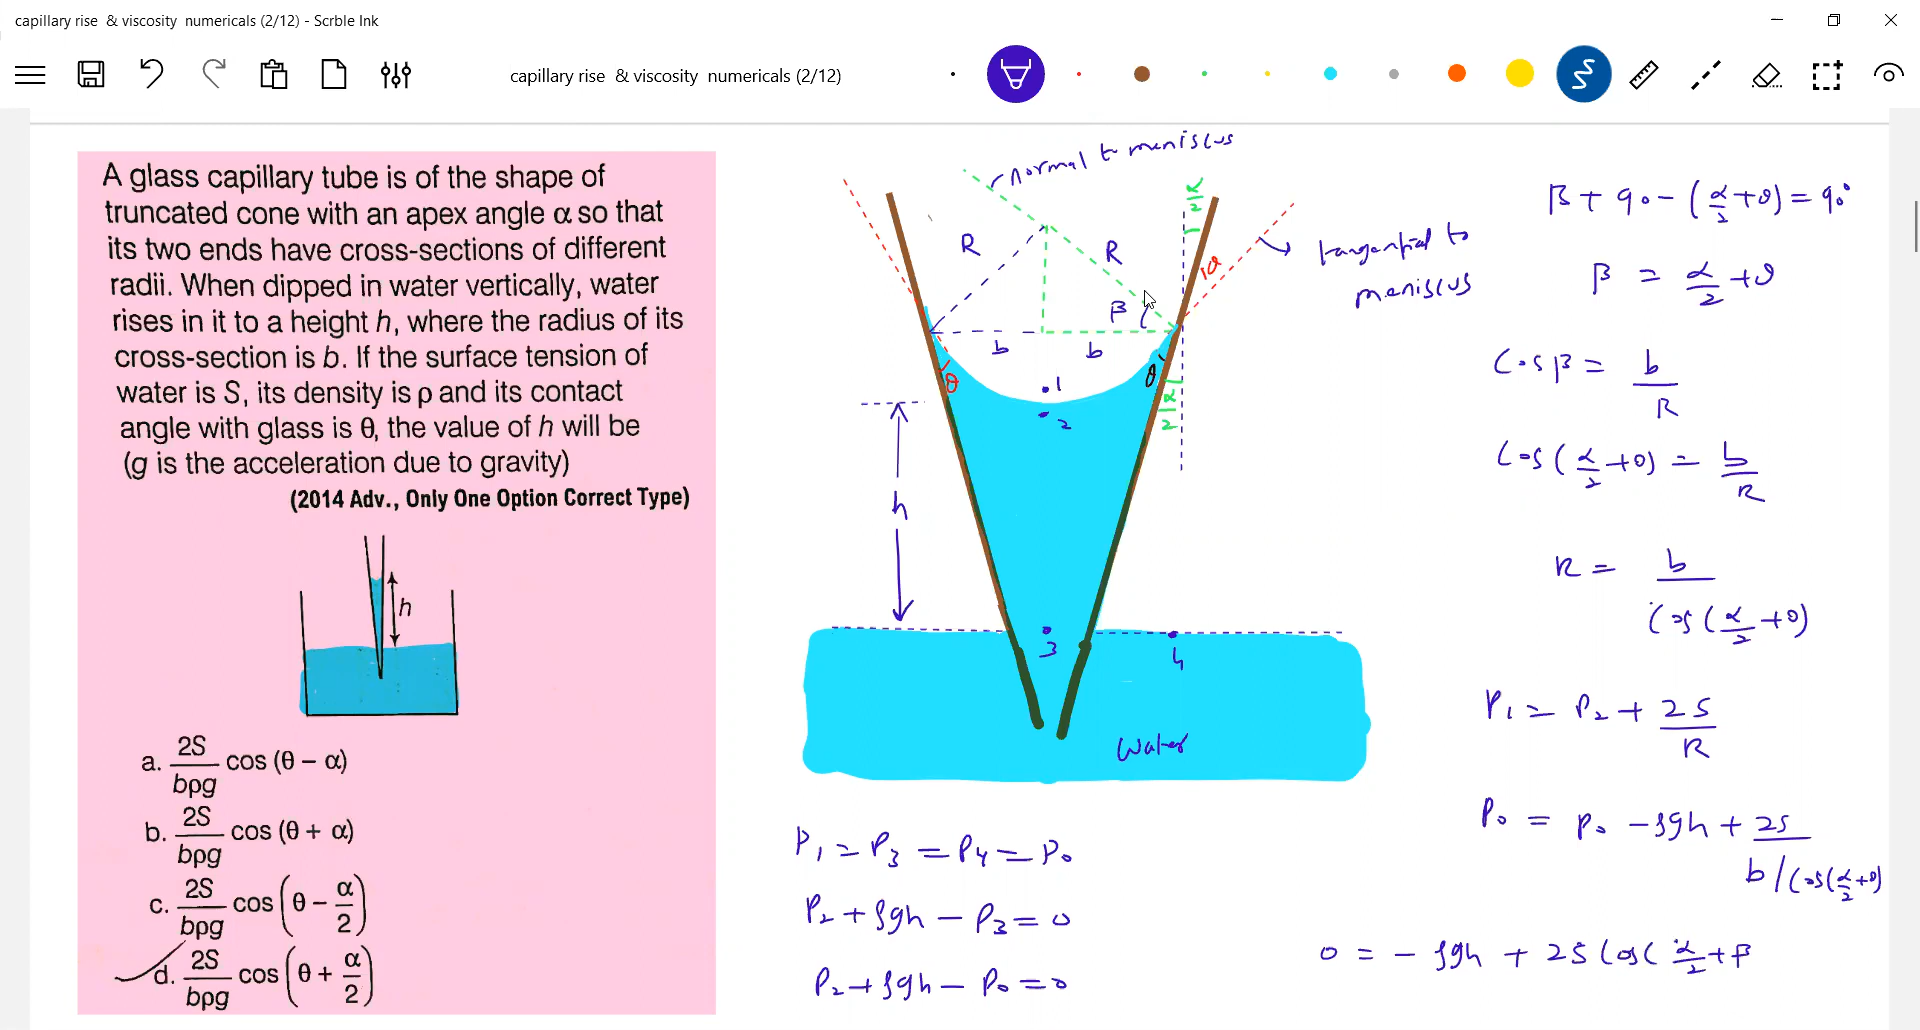 capillary rise & viscosity numericals (2/12) - Scrble Ink
capillary rise & viscosity numericals (2/12)
A glass capillary tube is of the shape of
truncated cone with an apex angle α so that
its two ends have cross-sections of different
radii. When dipped in water vertically, water
rises in it to a height h, where the radius of its
cross-section is b. If the surface tension of
water is S, its density is ρ and its contact
angle with glass is θ, the value of h will be
(g is the acceleration due to gravity)
(2014 Adv., Only One Option Correct Type)
h
a. 2S/bρg cos (θ − α)
b. 2S/bρg cos (θ + α)
c. 2S/bρg cos (θ − α/2)
d. 2S/bρg cos (θ + α/2)
normal to meniscus
α/2
R
R
θ
tangential to
meniscus
β
b
b
θ
θ
1
2
α/2
h
3
4
Water
P₁ = P₃ = P₄ = P₀
P₂ + ρgh − P₃ = 0
P₂ + ρgh − P₀ = 0
β + 90 − (α/2 + θ) = 90°
β = α/2 + θ
Cos β = b/R
Cos (α/2 + θ) = b/R
R = b/Cos (α/2 + θ)
P₁ = P₂ + 2S/R
P₀ = P₀ − ρgh + 2S/b/Cos(α/2 + θ)
0 = − ρgh + 2S Cos( α/2 + β